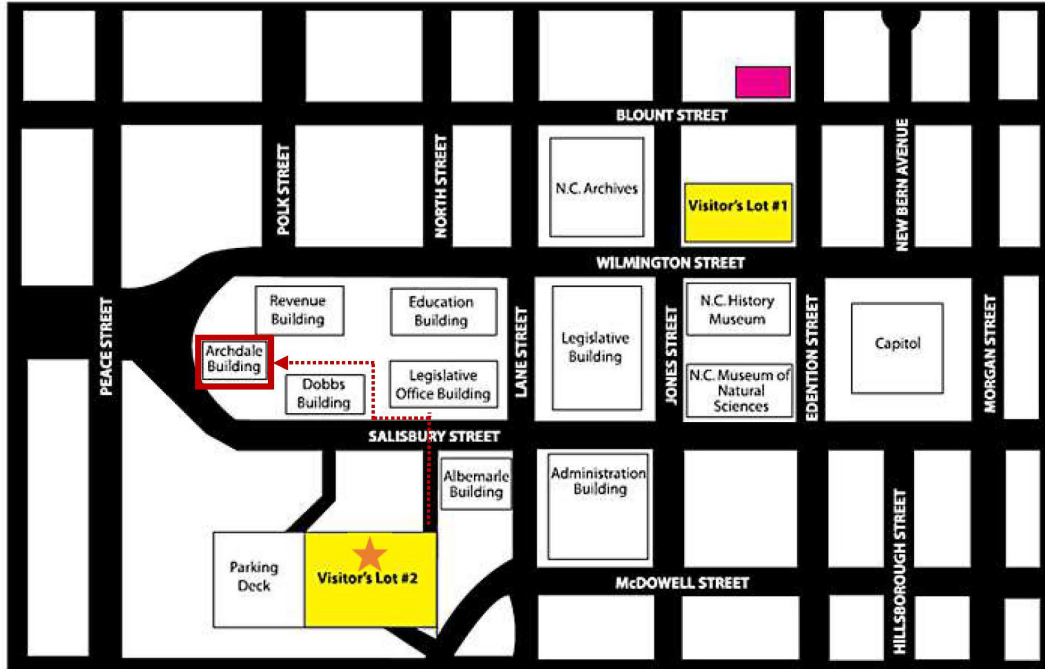 BLOUNT STREET
POLK STREET
NORTH STREET
N.C. Archives
Visitor's Lot #1
NEW BERN AVENUE
WILMINGTON STREET
PEACE STREET
Revenue
Building
Education
Building
Archdale
Building
Dobbs
Building
Legislative
Office Building
LANE STREET
Legislative
Building
JONES STREET
N.C. History
Museum
N.C. Museum of
Natural
Sciences
EDENTION STREET
Capitol
MORGAN STREET
SALISBURY STREET
Albemarle
Building
Administration
Building
Parking
Deck
Visitor's Lot #2
McDOWELL STREET
HILLSBOROUGH STREET